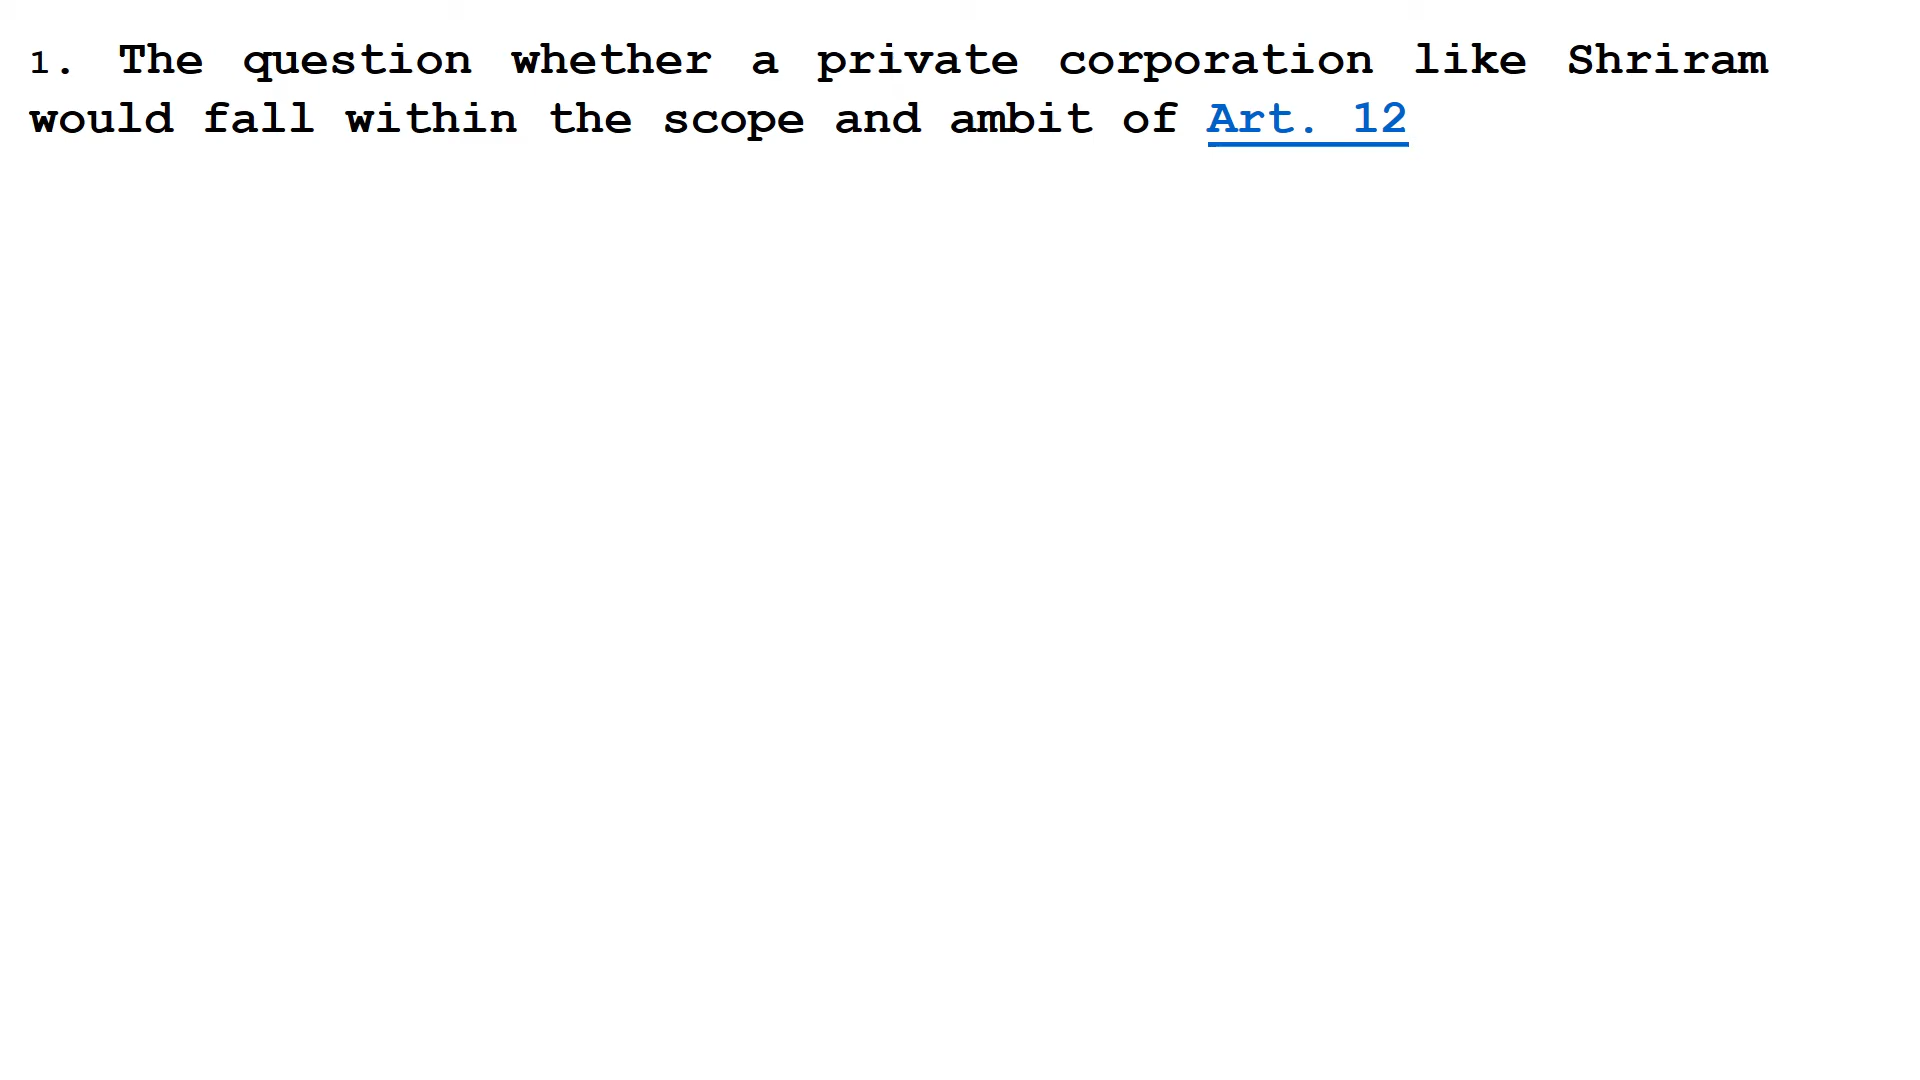 1. The question whether a private corporation like Shriram
would fall within the scope and ambit of Art. 12